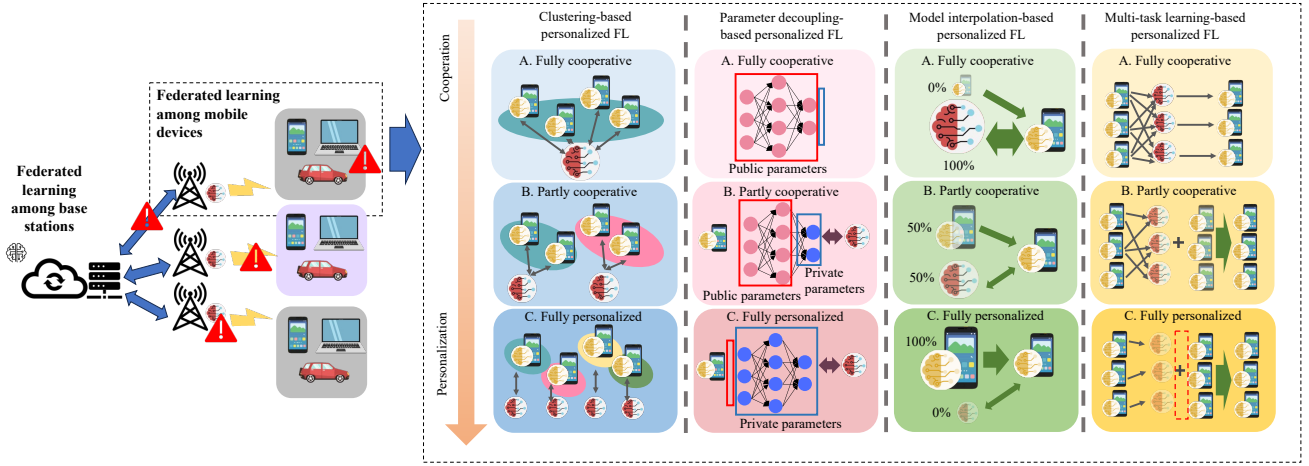 Federated learning
among mobile
devices
Federated
learning
among base
stations
Cooperation
Personalization
Clustering-based
personalized FL
A. Fully cooperative
B. Partly cooperative
C. Fully personalized
Parameter decoupling-
based personalized FL
A. Fully cooperative
Public parameters
B. Partly cooperative
Private
parameters
Public parameters
C. Fully personalized
Private parameters
Model interpolation-based
personalized FL
A. Fully cooperative
0%
100%
B. Partly cooperative
50%
50%
C. Fully personalized
100%
0%
Multi-task learning-based
personalized FL
A. Fully cooperative
B. Partly cooperative
+
C. Fully personalized
+